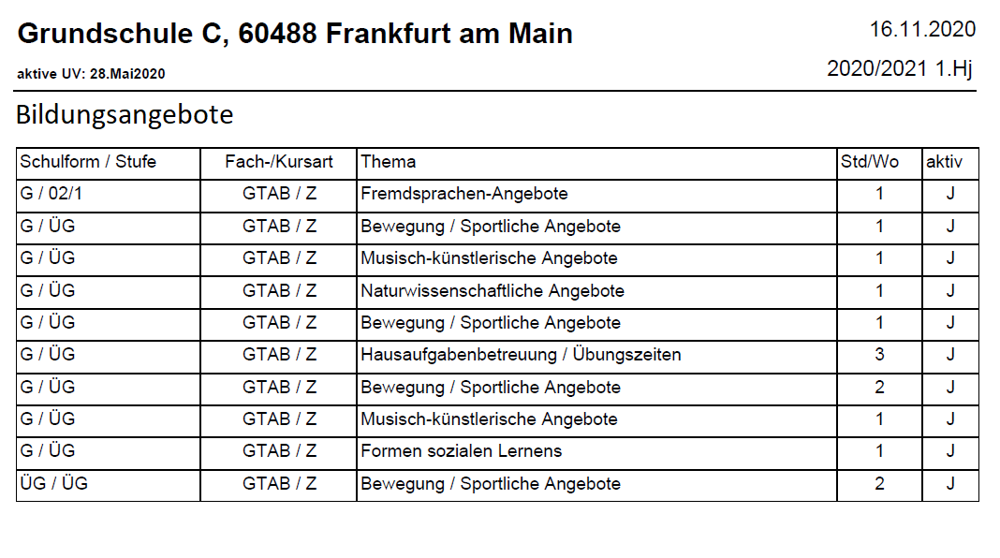 Grundschule C, 60488 Frankfurt am Main
16.11.2020
aktive UV: 28.Mai2020
2020/2021 1.Hj
Bildungsangebote
Schulform / Stufe Fach-/Kursart Thema Std/Wo aktiv
G / 02/1 GTAB / Z Fremdsprachen-Angebote 1 J
G / ÜG GTAB / Z Bewegung / Sportliche Angebote 1 J
G / ÜG GTAB / Z Musisch-künstlerische Angebote 1 J
G / ÜG GTAB / Z Naturwissenschaftliche Angebote 1 J
G / ÜG GTAB / Z Bewegung / Sportliche Angebote 1 J
G / ÜG GTAB / Z Hausaufgabenbetreuung / Übungszeiten 3 J
G / ÜG GTAB / Z Bewegung / Sportliche Angebote 2 J
G / ÜG GTAB / Z Musisch-künstlerische Angebote 1 J
G / ÜG GTAB / Z Formen sozialen Lernens 1 J
ÜG / ÜG GTAB / Z Bewegung / Sportliche Angebote 2 J